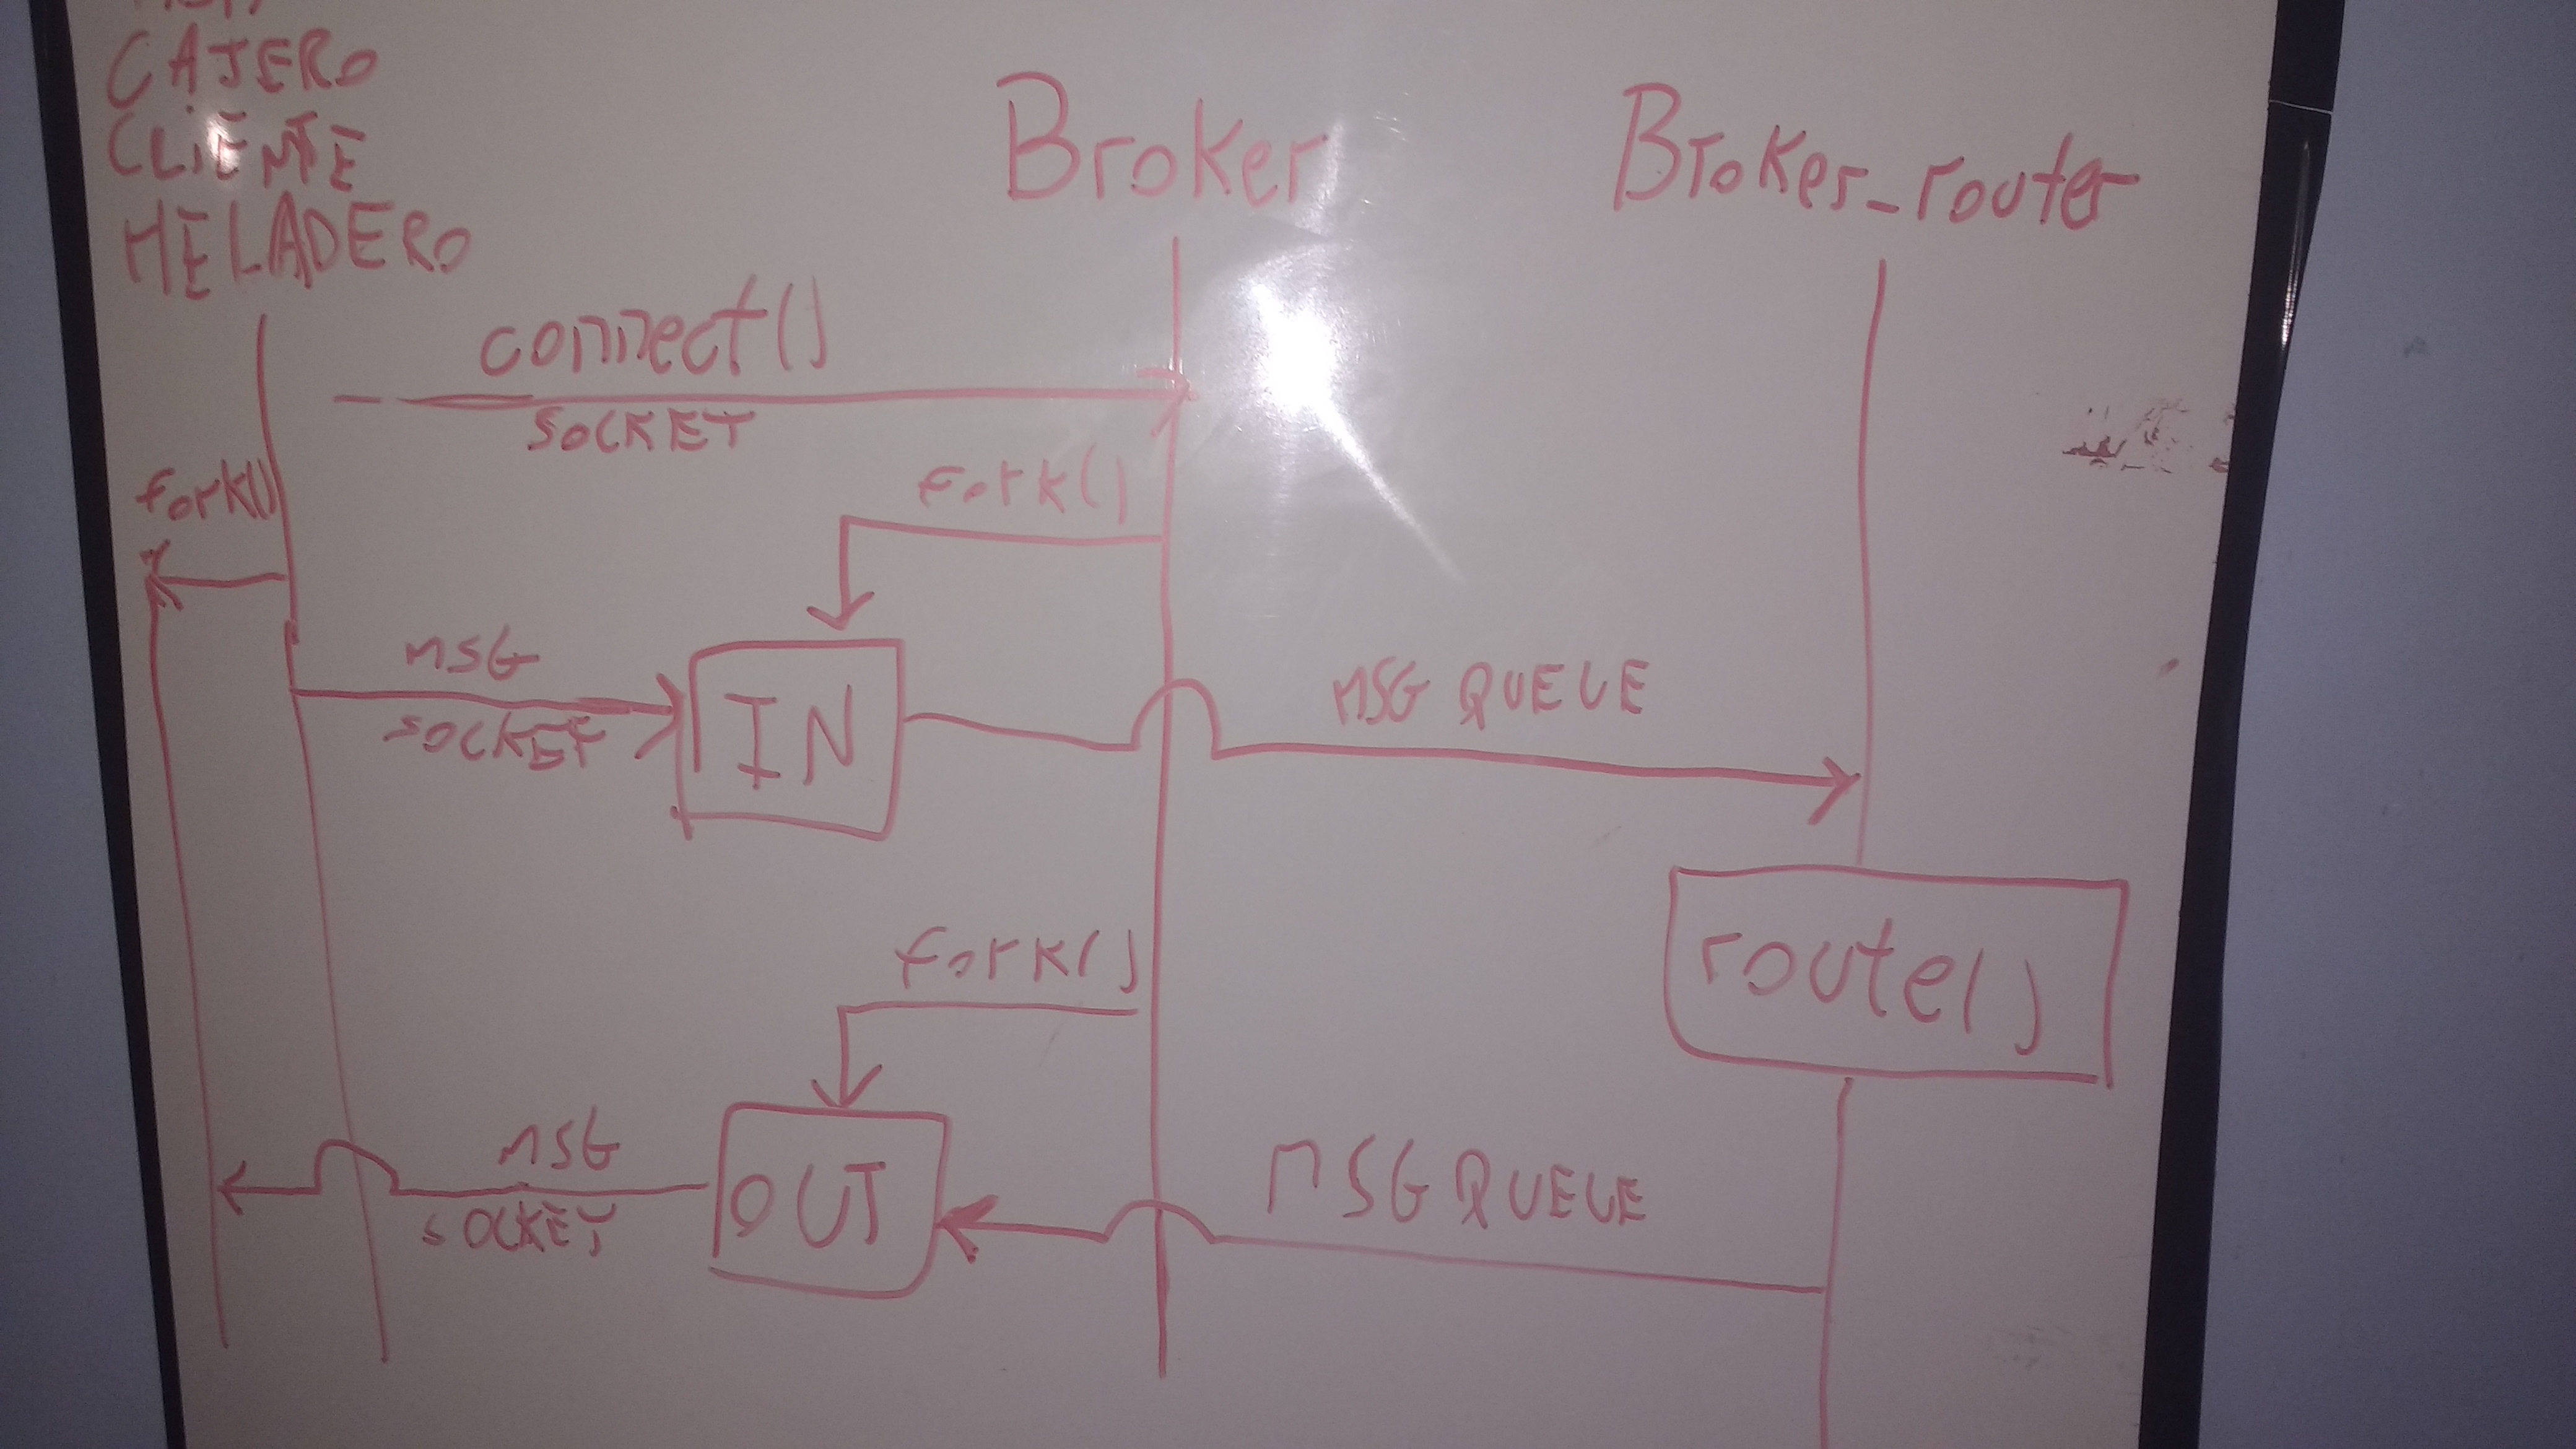 CAJERO
CLiENTE
HELADERO
Broker
Broker_router
connect()
SOCKET
fork()
fork()
MSG
SOCKET
IN
MSG QUEUE
fork()
route()
MSG
SOCKET
OUT
MSG QUEUE